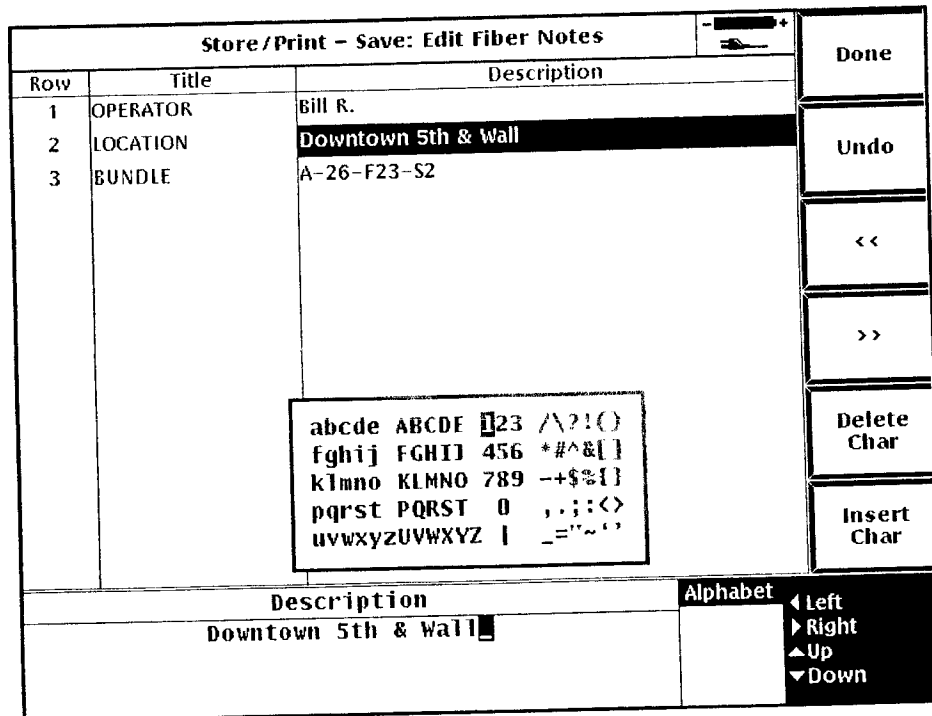 Store/Print - Save: Edit Fiber Notes
- +
Row Title Description
1 OPERATOR Bill R.
2 LOCATION Downtown 5th & Wall
3 BUNDLE A-26-F23-S2
Done
Undo
<<
>>
Delete
Char
Insert
Char
abcde ABCDE 123 /\?!()
fghij FGHIJ 456 *#^&[]
klmno KLMNO 789 -+$%{}
pqrst PQRST 0 ,.;:<>
uvwxyzUVWXYZ | _="~‘’
Description
Downtown 5th & Wall
Alphabet
Left
Right
Up
Down